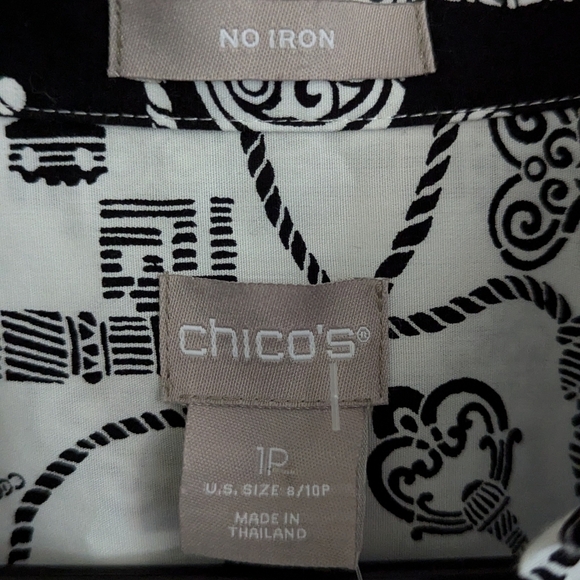 NO IRON
chico's®
1P
U.S. SIZE 8/10P
MADE IN
THAILAND